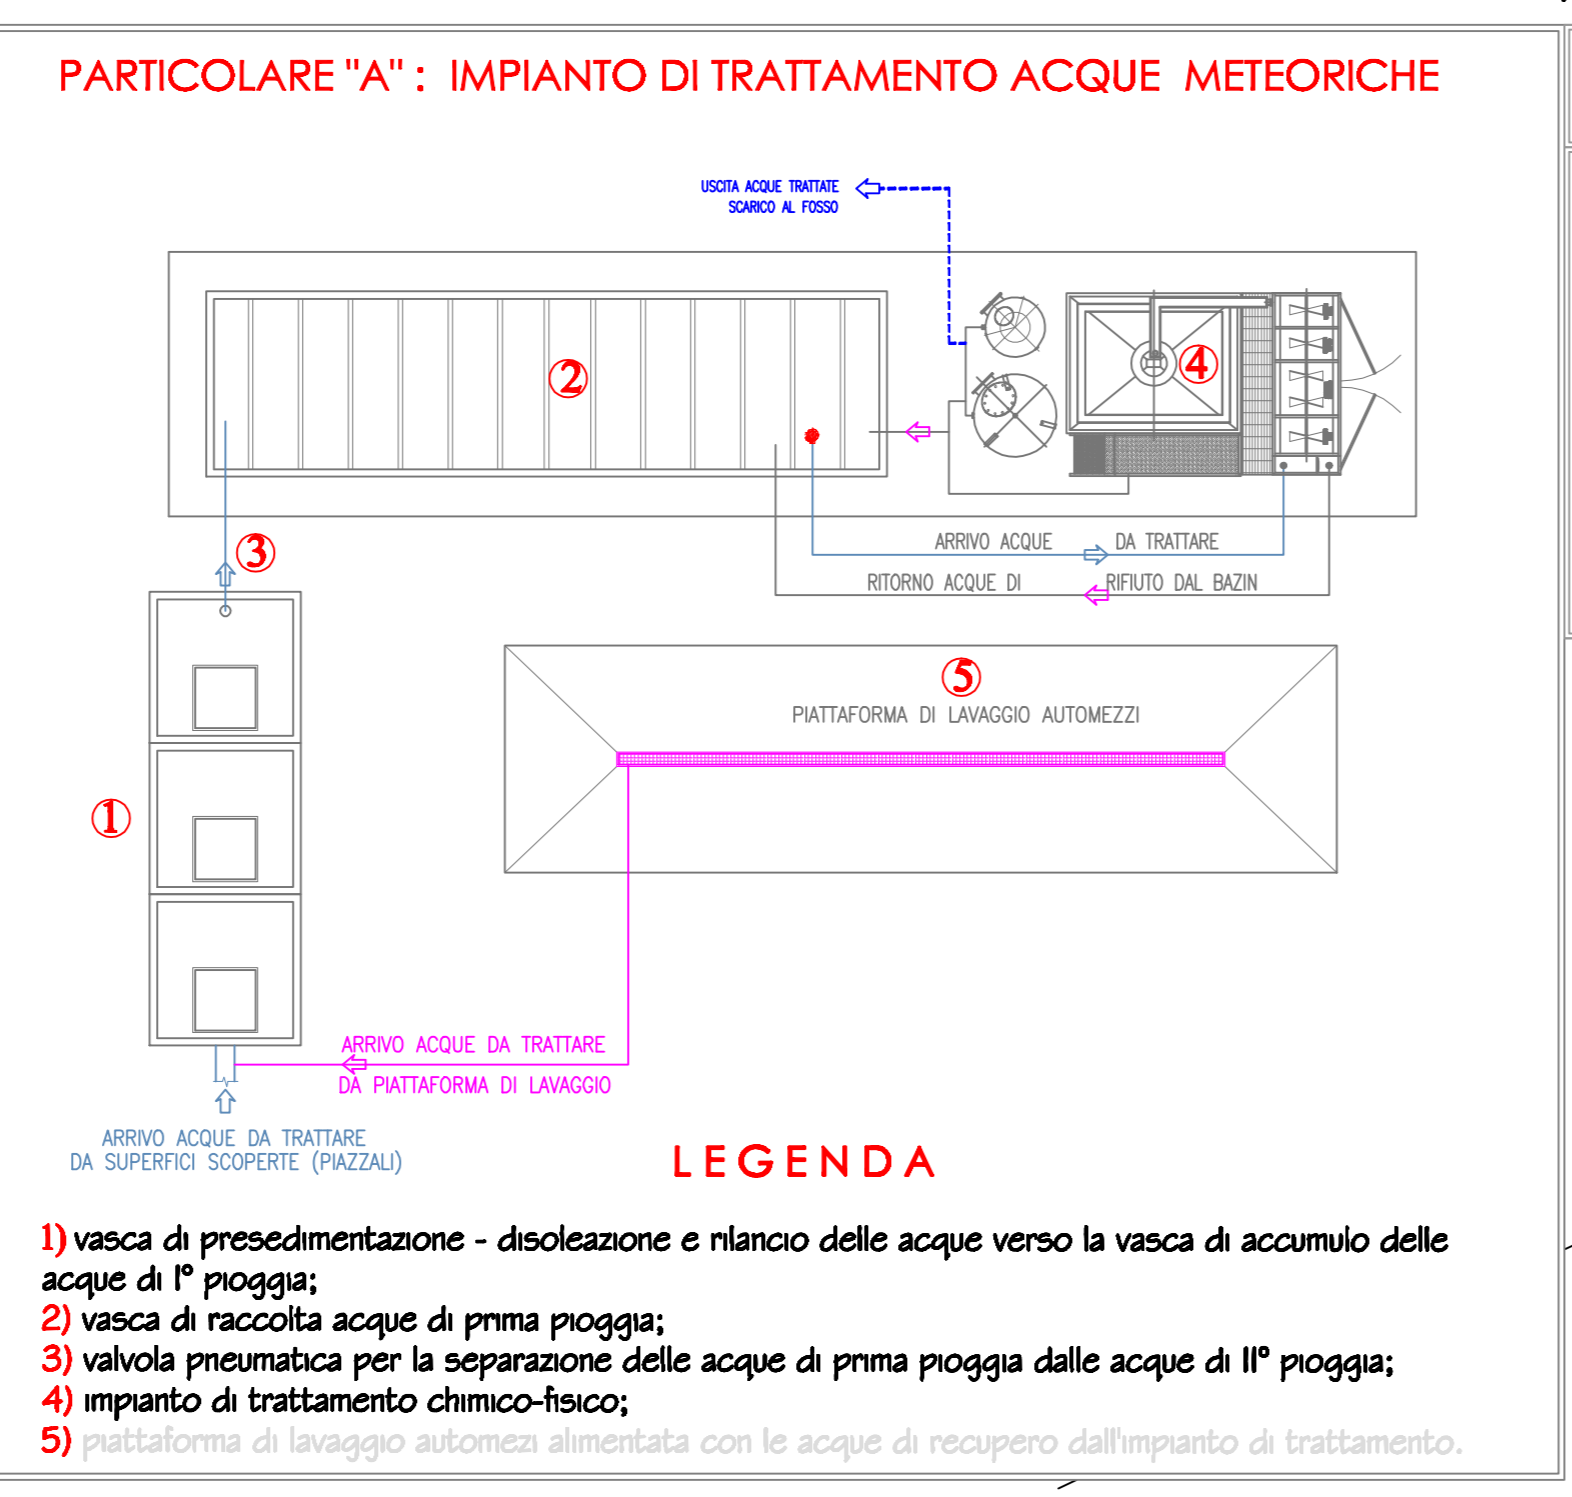 PARTICOLARE "A" : IMPIANTO DI TRATTAMENTO ACQUE METEORICHE
USCITA ACQUE TRATTATE
SCARICO AL FOSSO
2
4
3
ARRIVO ACQUE DA TRATTARE
RITORNO ACQUE DI RIFIUTO DAL BAZIN
5
PIATTAFORMA DI LAVAGGIO AUTOMEZZI
1
ARRIVO ACQUE DA TRATTARE
DA PIATTAFORMA DI LAVAGGIO
ARRIVO ACQUE DA TRATTARE
DA SUPERFICI SCOPERTE (PIAZZALI)
LEGENDA
1) vasca di presedimentazione - disoleazione e rilancio delle acque verso la vasca di accumulo delle
acque di I° pioggia;
2) vasca di raccolta acque di prima pioggia;
3) valvola pneumatica per la separazione delle acque di prima pioggia dalle acque di II° pioggia;
4) impianto di trattamento chimico-fisico;
5) piattaforma di lavaggio automezi alimentata con le acque di recupero dall'impianto di trattamento.